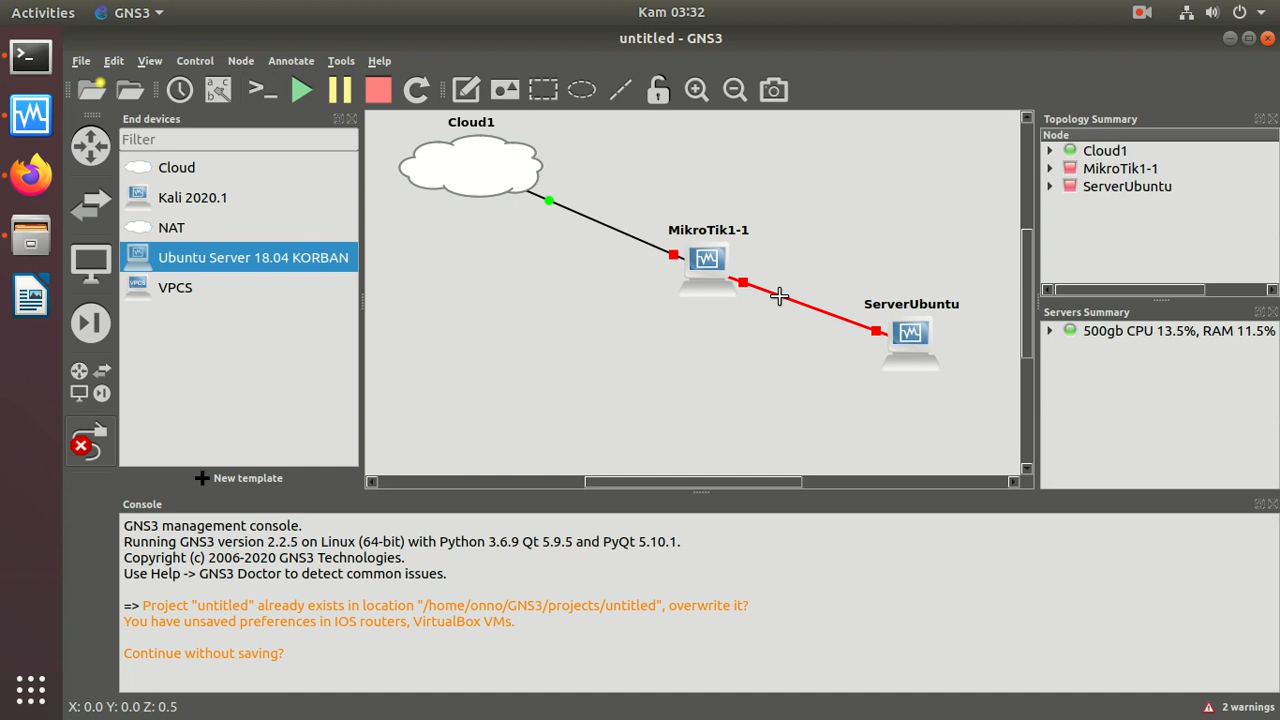 Activities
GNS3
Kam 03:32
untitled - GNS3
File
Edit
View
Control
Node
Annotate
Tools
Help
End devices
Filter
Cloud
Kali 2020.1
NAT
Ubuntu Server 18.04 KORBAN
VPCS
New template
Cloud1
MikroTik1-1
ServerUbuntu
Topology Summary
Node
Cloud1
MikroTik1-1
ServerUbuntu
Servers Summary
500gb CPU 13.5%, RAM 11.5%
Console
GNS3 management console.
Running GNS3 version 2.2.5 on Linux (64-bit) with Python 3.6.9 Qt 5.9.5 and PyQt 5.10.1.
Copyright (c) 2006-2020 GNS3 Technologies.
Use Help -> GNS3 Doctor to detect common issues.
=> Project "untitled" already exists in location "/home/onno/GNS3/projects/untitled", overwrite it?
You have unsaved preferences in IOS routers, VirtualBox VMs.
Continue without saving?
X: 0.0 Y: 0.0 Z: 0.5
2 warnings